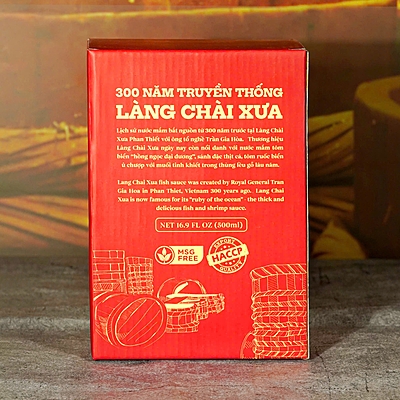 300 NĂM TRUYỀN THỐNG
LÀNG CHÀI XƯA
Lịch sử nước mắm bắt nguồn từ 300 năm trước tại Làng Chài
Xưa Phan Thiết với ông tổ nghề Trần Gia Hòa. Thương hiệu
Làng Chài Xưa ngày nay còn nổi danh với nước mắm tôm
biển "hồng ngọc đại dương", sánh đặc thịt cá, tôm ruốc biển
ủ chượp với muối tinh khiết trong thùng lều gỗ lâu năm.
Lang Chai Xua fish sauce was created by Royal General Tran
Gia Hoa in Phan Thiet, Vietnam 300 years ago. Lang Chai
Xua is now famous for its "ruby of the ocean" the thick and
delicious fish and shrimp sauce.
NET 16.9 FL OZ (500ml)
MSG
FREE
IMPORT
HACCP
QUALITY